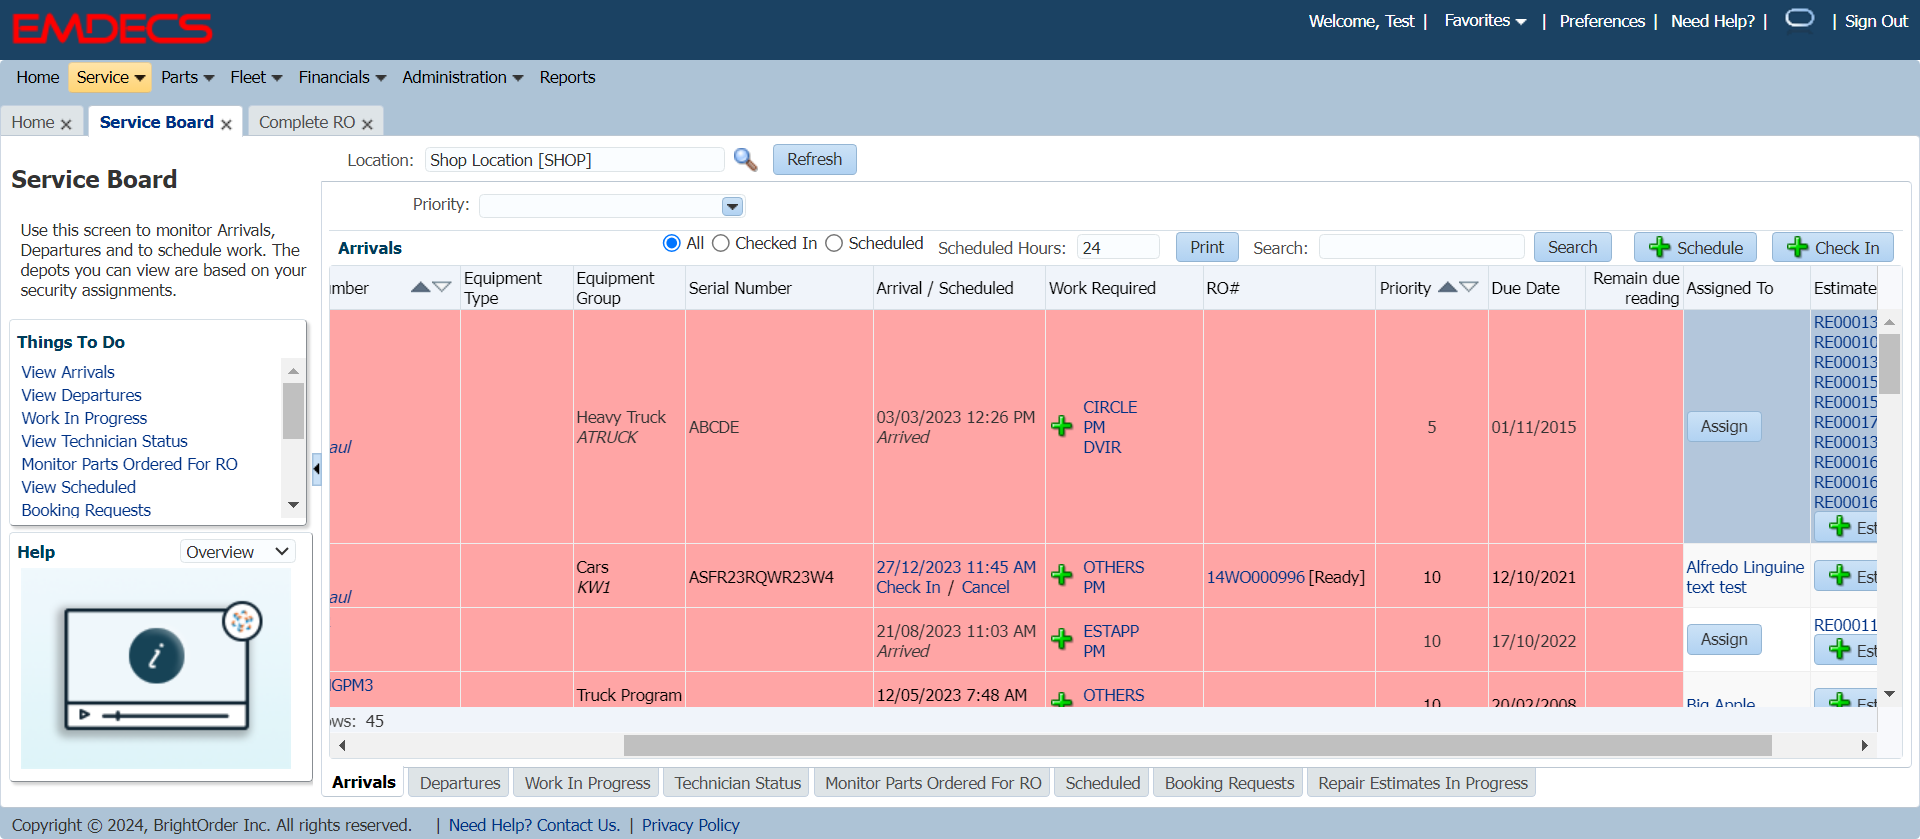 EMDECS
Welcome, Test | Favorites | Preferences | Need Help? | | Sign Out
Home Service Parts Fleet Financials Administration Reports
Home Service Board Complete RO
Service Board
Use this screen to monitor Arrivals,
Departures and to schedule work. The
depots you can view are based on your
security assignments.
Things To Do
View Arrivals
View Departures
Work In Progress
View Technician Status
Monitor Parts Ordered For RO
View Scheduled
Booking Requests
Help Overview
i
Location: Shop Location [SHOP] Refresh
Priority:
Arrivals All Checked In Scheduled Scheduled Hours: 24 Print Search: Search Schedule Check In
mber Equipment Type Equipment Group Serial Number Arrival / Scheduled Work Required RO# Priority Due Date Remain due reading Assigned To Estimate
aul
Heavy Truck
ATRUCK
ABCDE
03/03/2023 12:26 PM
Arrived
CIRCLE
PM
DVIR
5
01/11/2015
Assign
RE00013
RE00010
RE00013
RE00015
RE00015
RE00017
RE00013
RE00016
RE00016
RE00016
Est
aul
Cars
KW1
ASFR23RQWR23W4
27/12/2023 11:45 AM
Check In / Cancel
OTHERS
PM
14WO000996 [Ready]
10
12/10/2021
Alfredo Linguine
text test
Est
21/08/2023 11:03 AM
Arrived
ESTAPP
PM
10
17/10/2022
Assign
RE00011
Est
GPM3
Truck Program
12/05/2023 7:48 AM
OTHERS
10
20/02/2008
Big Apple
Est
ows: 45
Arrivals Departures Work In Progress Technician Status Monitor Parts Ordered For RO Scheduled Booking Requests Repair Estimates In Progress
Copyright © 2024, BrightOrder Inc. All rights reserved. | Need Help? Contact Us. | Privacy Policy